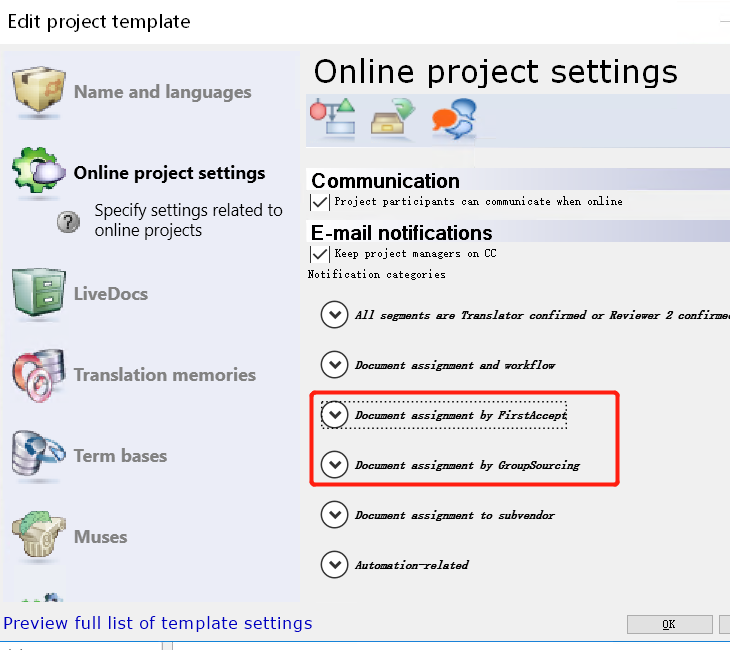 Edit project template
Name and languages
Online project settings
Specify settings related to
online projects
LiveDocs
Translation memories
Term bases
Muses
Online project settings
Communication
Project participants can communicate when online
E-mail notifications
Keep project managers on CC
Notification categories
All segments are Translator confirmed or Reviewer 2 confirmed
Document assignment and workflow
Document assignment by FirstAccept
Document assignment by GroupSourcing
Document assignment to subvendor
Automation-related
Preview full list of template settings
OK